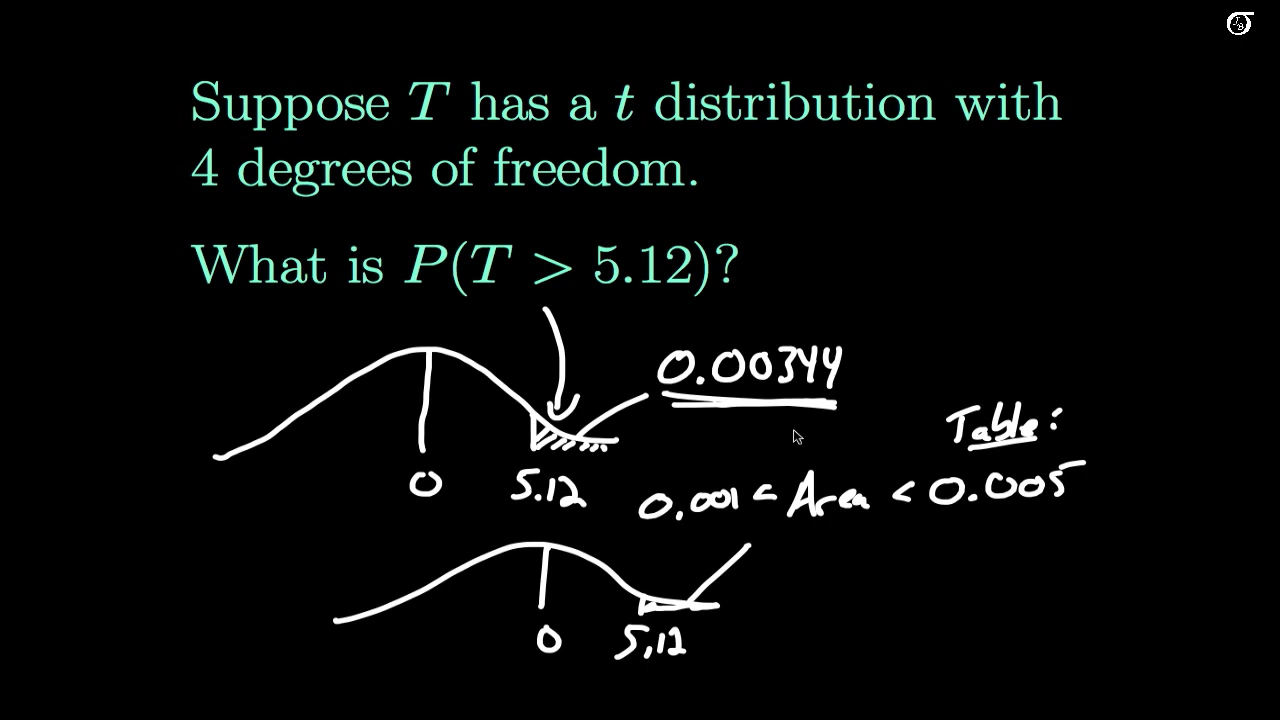 Suppose T has a t distribution with
4 degrees of freedom.
What is P(T > 5.12)?
0.00344
Table:
0 5.12
0.001 < Area < 0.005
0 5.12